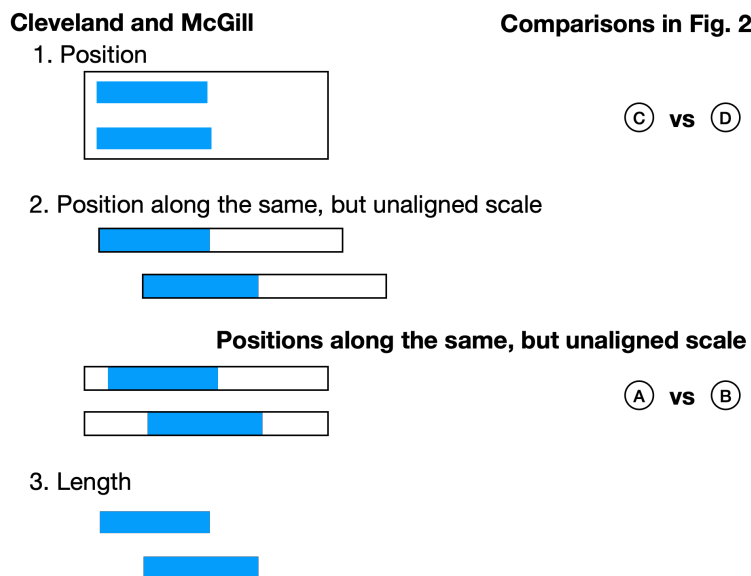 Cleveland and McGill
Comparisons in Fig. 2
1. Position
C vs D
2. Position along the same, but unaligned scale
Positions along the same, but unaligned scale
A vs B
3. Length